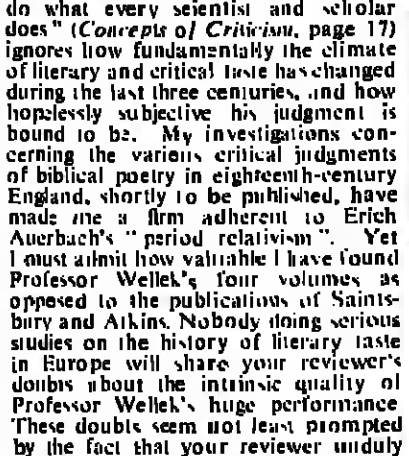 do what every scientist and scholar
does" (Concepts of Criticism, page 17)
ignores how fundamentally the climate
of literary and critical taste has changed
during the last three centuries, and how
hopelessly subjective his judgment is
bound to be. My investigations con-
cerning the various critical judgments
of biblical poetry in eighteenth-century
England, shortly to be published, have
made me a firm adherent to Erich
Auerbach's " period relativism ". Yet
I must admit how valuable I have found
Professor Wellek's four volumes as
opposed to the publications of Saints-
bury and Atkins. Nobody doing serious
studies on the history of literary taste
in Europe will share your reviewer's
doubts about the intrinsic quality of
Professor Wellek's huge performance
These doubts seem not least prompted
by the fact that your reviewer unduly